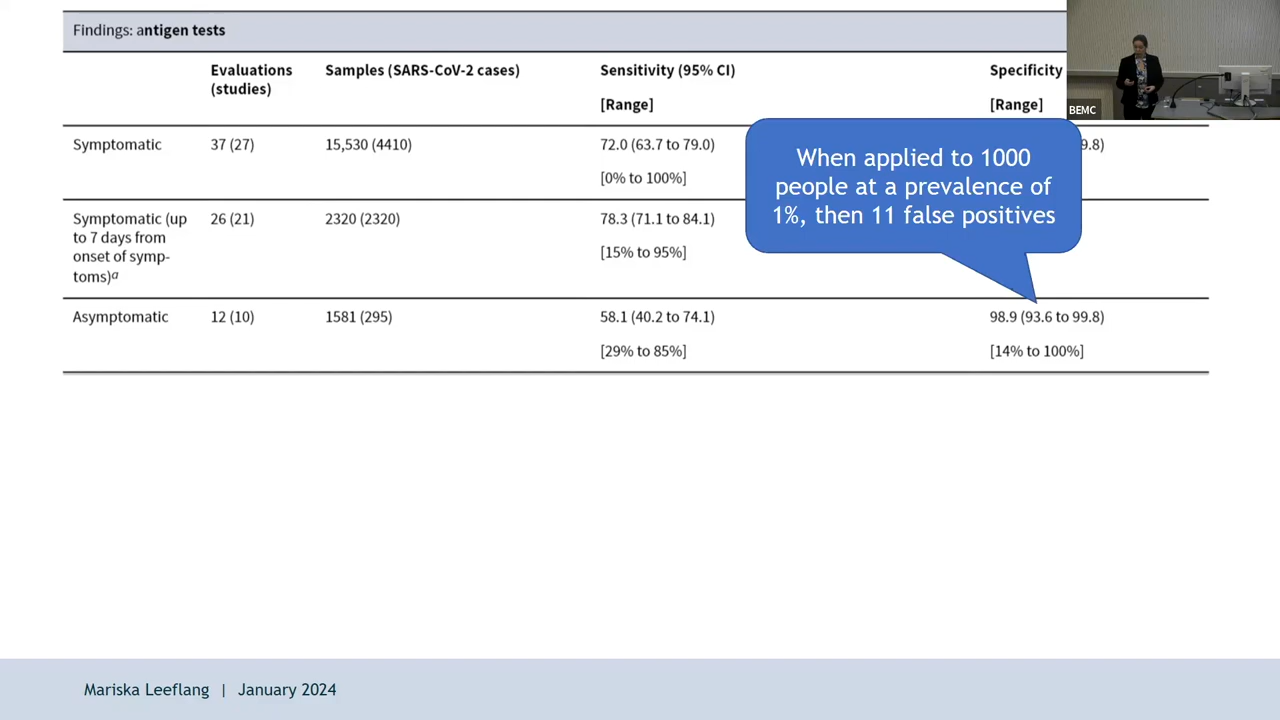 Findings: antigen tests
Evaluations (studies)
Samples (SARS-CoV-2 cases)
Sensitivity (95% CI)
[Range]
Specificity
[Range]
BEMC
Symptomatic
37 (27)
15,530 (4410)
72.0 (63.7 to 79.0)
[0% to 100%]
9.8)
When applied to 1000
people at a prevalence of
1%, then 11 false positives
Symptomatic (up
to 7 days from
onset of symp-
toms)a
26 (21)
2320 (2320)
78.3 (71.1 to 84.1)
[15% to 95%]
Asymptomatic
12 (10)
1581 (295)
58.1 (40.2 to 74.1)
[29% to 85%]
98.9 (93.6 to 99.8)
[14% to 100%]
Mariska Leeflang | January 2024